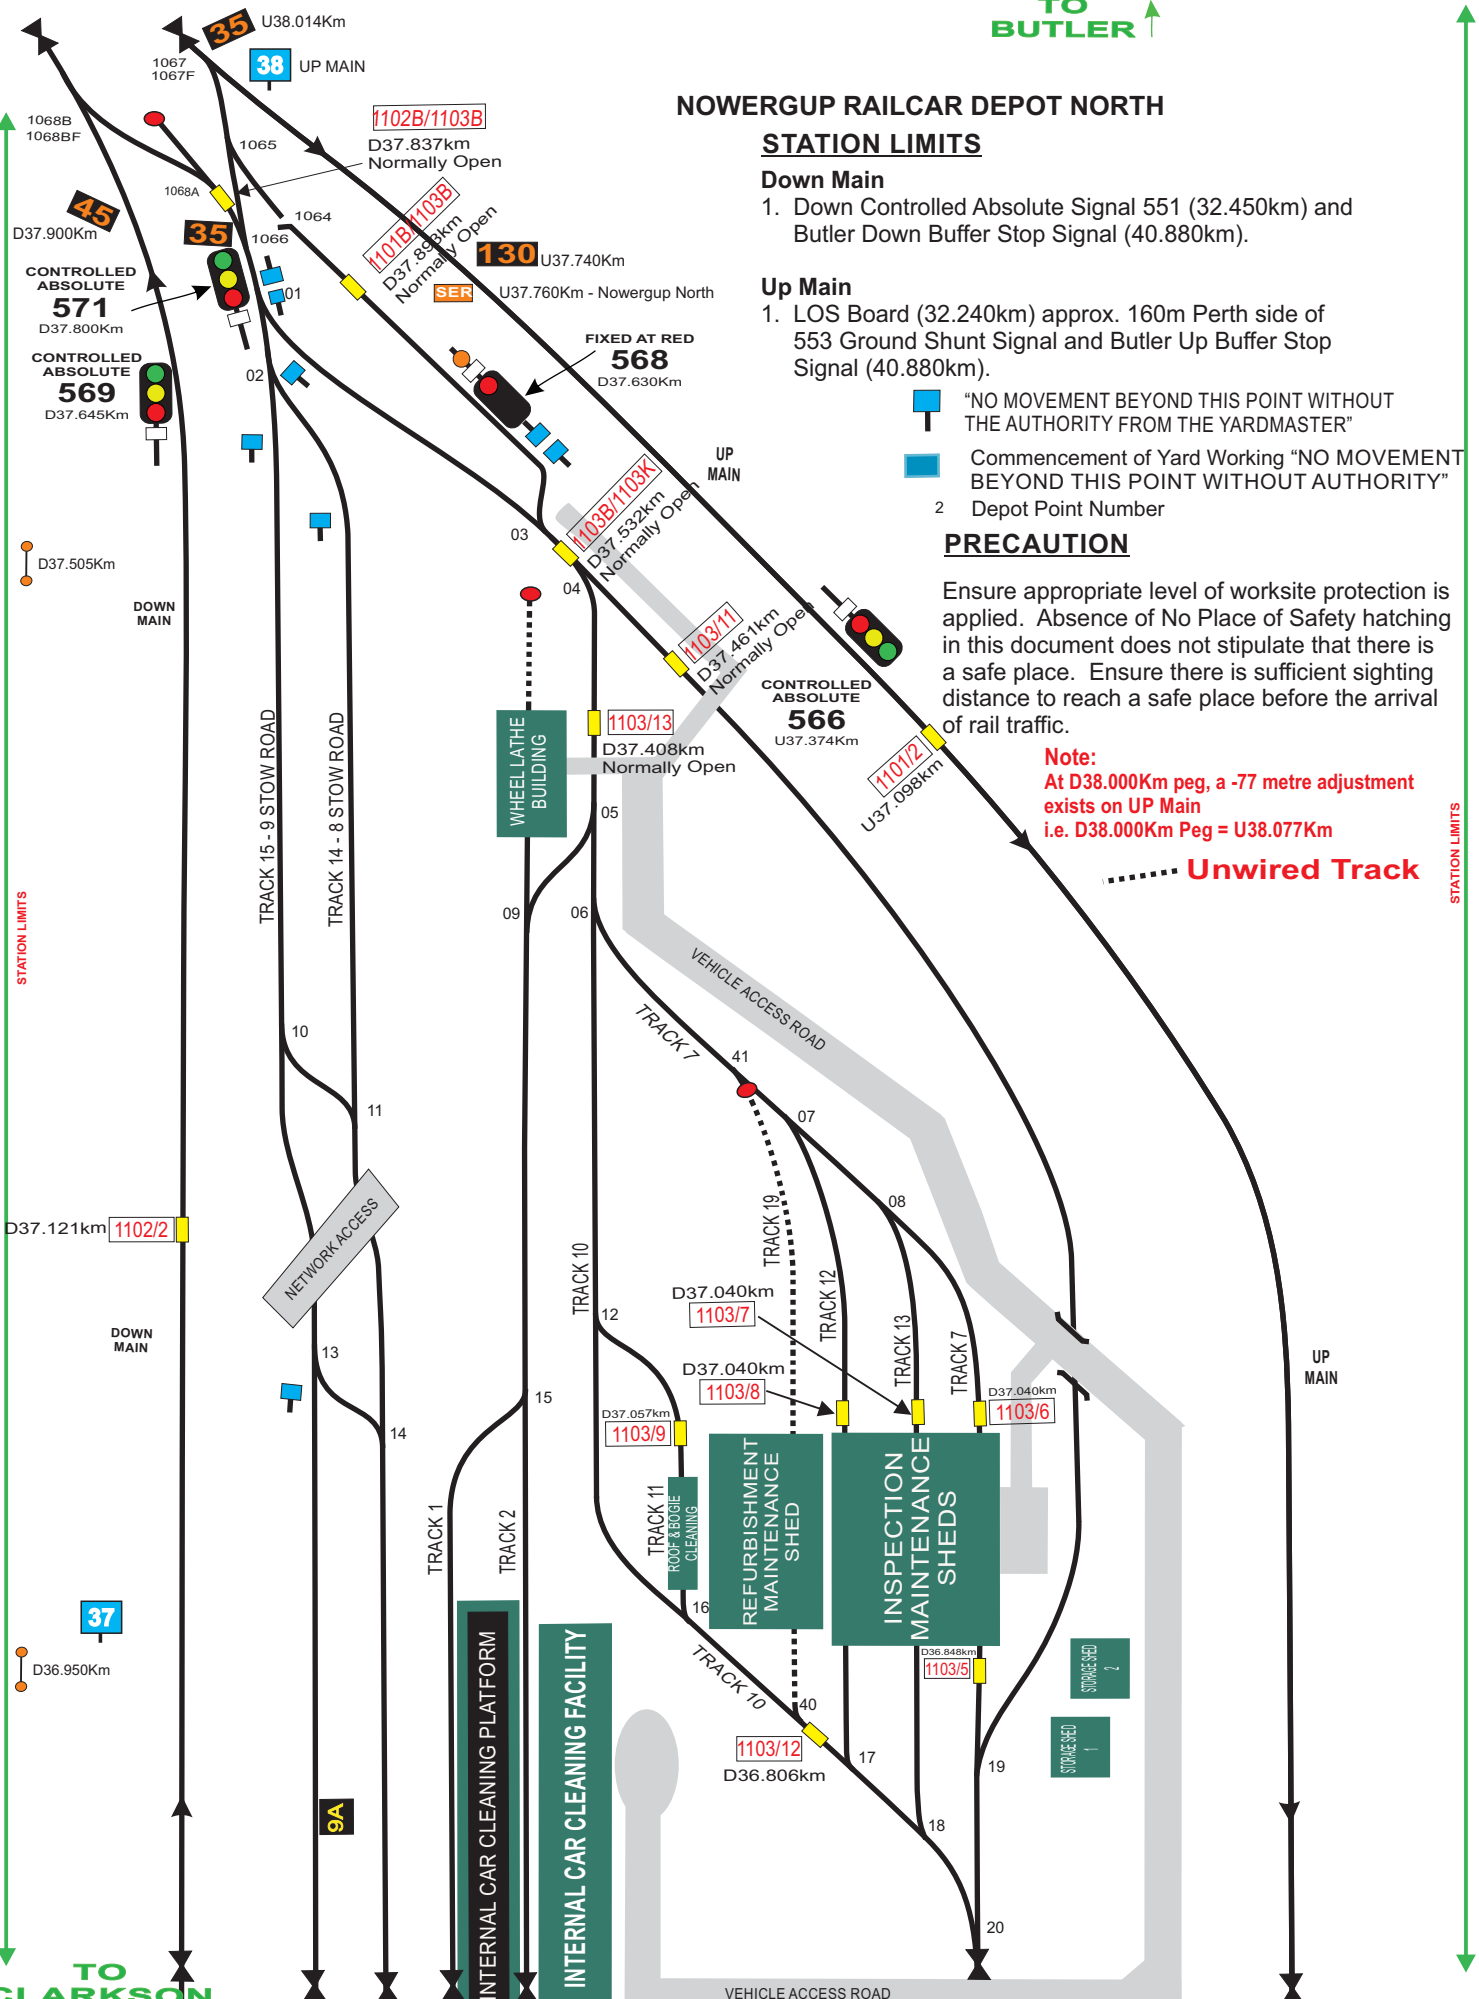 TO
BUTLER
35
U38.014Km
1067
1067F
38
UP MAIN
NOWERGUP RAILCAR DEPOT NORTH
STATION LIMITS
Down Main
1. Down Controlled Absolute Signal 551 (32.450km) and
Butler Down Buffer Stop Signal (40.880km).
Up Main
1. LOS Board (32.240km) approx. 160m Perth side of
553 Ground Shunt Signal and Butler Up Buffer Stop
Signal (40.880km).
“NO MOVEMENT BEYOND THIS POINT WITHOUT
THE AUTHORITY FROM THE YARDMASTER”
Commencement of Yard Working “NO MOVEMENT
BEYOND THIS POINT WITHOUT AUTHORITY”
2 Depot Point Number
PRECAUTION
Ensure appropriate level of worksite protection is
applied. Absence of No Place of Safety hatching
in this document does not stipulate that there is
a safe place. Ensure there is sufficient sighting
distance to reach a safe place before the arrival
of rail traffic.
Note:
At D38.000Km peg, a -77 metre adjustment
exists on UP Main
i.e. D38.000Km Peg = U38.077Km
Unwired Track
1068B
1068BF
1102B/1103B
D37.837km
Normally Open
1065
1068A
1064
1066
45
D37.900Km
35
1101B/1103B
D37.893km
Normally Open
130
U37.740Km
SER
U37.760Km - Nowergup North
CONTROLLED
ABSOLUTE
571
D37.800Km
01
CONTROLLED
ABSOLUTE
569
D37.645Km
02
FIXED AT RED
568
D37.630Km
UP
MAIN
03
1103B/1103K
D37.532km
Normally Open
D37.505Km
04
DOWN
MAIN
1103/11
D37.461km
Normally Open
CONTROLLED
ABSOLUTE
566
U37.374Km
1101/2
U37.098km
1103/13
D37.408km
Normally Open
WHEEL LATHE
BUILDING
TRACK 15 - 9 STOW ROAD
TRACK 14 - 8 STOW ROAD
STATION LIMITS
STATION LIMITS
05
09
06
VEHICLE ACCESS ROAD
TRACK 7
10
41
11
07
08
D37.121km
1102/2
NETWORK ACCESS
TRACK 10
TRACK 19
TRACK 12
TRACK 13
TRACK 7
D37.040km
1103/7
12
DOWN
MAIN
13
UP
MAIN
D37.040km
1103/8
D37.040km
1103/6
15
14
D37.057km
1103/9
TRACK 1
TRACK 2
TRACK 11
ROOF & BOGIE
CLEANING
REFURBISHMENT
MAINTENANCE
SHED
INSPECTION
MAINTENANCE
SHEDS
16
37
D36.950Km
TRACK 10
D36.848km
1103/5
STORAGE SHED
2
STORAGE SHED
1
40
1103/12
D36.806km
17
19
18
9A
INTERNAL CAR CLEANING PLATFORM
INTERNAL CAR CLEANING FACILITY
20
TO
CLARKSON
VEHICLE ACCESS ROAD